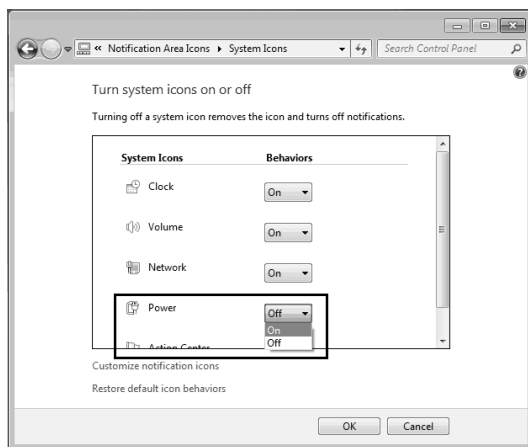 « Notification Area Icons ▸ System Icons
Search Control Panel
Turn system icons on or off
Turning off a system icon removes the icon and turns off notifications.
System Icons Behaviors
Clock On
Volume On
Network On
Power Off
On
Action Center Off
Customize notification icons
Restore default icon behaviors
OK Cancel